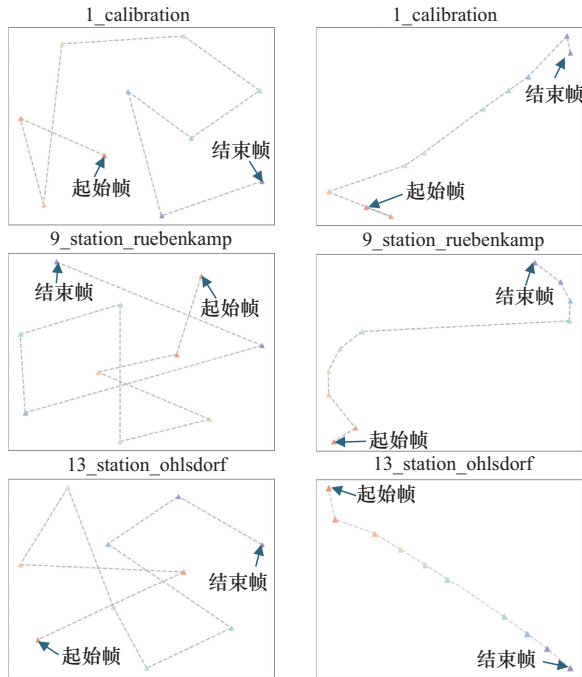 1_calibration
起始帧
结束帧
1_calibration
结束帧
起始帧
9_station_ruebenkamp
结束帧
起始帧
9_station_ruebenkamp
结束帧
起始帧
13_station_ohlsdorf
结束帧
起始帧
13_station_ohlsdorf
起始帧
结束帧